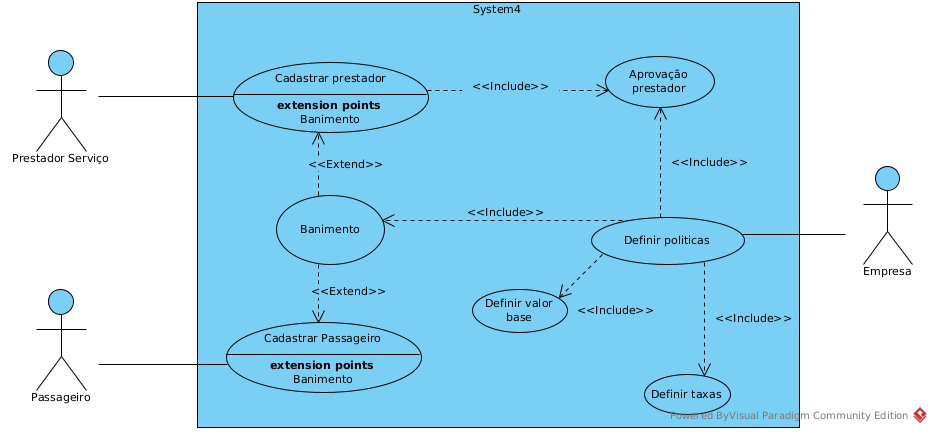 System4
Cadastrar prestador
extension points
Banimento
<<Include>>
Aprovação
prestador
Prestador Serviço
<<Extend>>
<<Include>>
Banimento
<<Include>>
Definir politicas
Empresa
<<Extend>>
Definir valor
base
<<Include>>
<<Include>>
Cadastrar Passageiro
extension points
Banimento
Passageiro
Definir taxas
Powered ByVisual Paradigm Community Edition